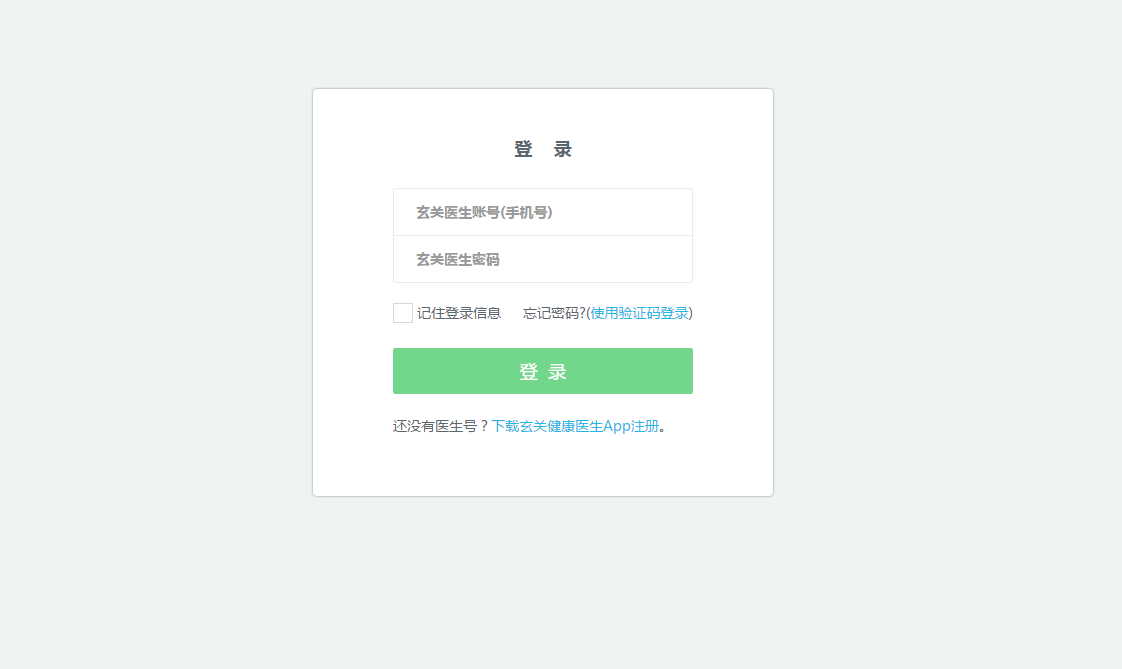 登 录
玄关医生账号(手机号)
玄关医生密码
记住登录信息 忘记密码?(使用验证码登录)
登 录
还没有医生号？下载玄关健康医生App注册。